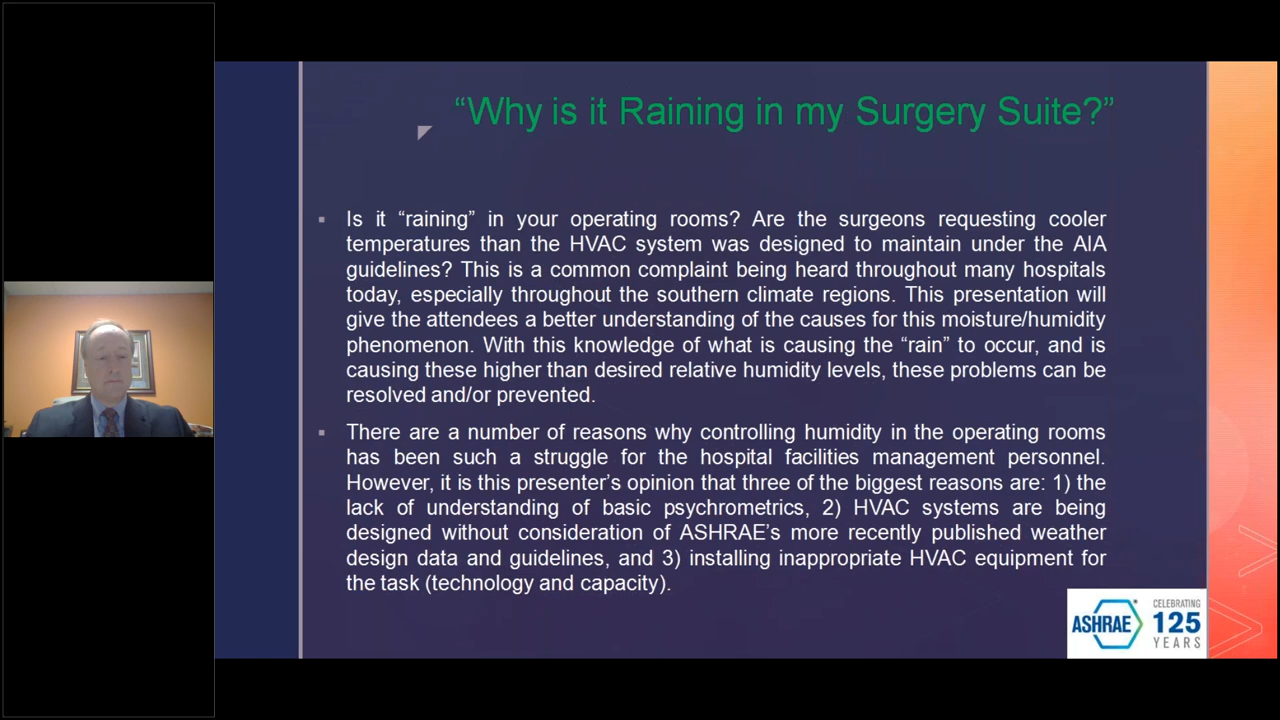 “Why is it Raining in my Surgery Suite?”
Is it “raining” in your operating rooms? Are the surgeons requesting cooler
temperatures than the HVAC system was designed to maintain under the AIA
guidelines? This is a common complaint being heard throughout many hospitals
today, especially throughout the southern climate regions. This presentation will
give the attendees a better understanding of the causes for this moisture/humidity
phenomenon. With this knowledge of what is causing the “rain” to occur, and is
causing these higher than desired relative humidity levels, these problems can be
resolved and/or prevented.
There are a number of reasons why controlling humidity in the operating rooms
has been such a struggle for the hospital facilities management personnel.
However, it is this presenter’s opinion that three of the biggest reasons are: 1) the
lack of understanding of basic psychrometrics, 2) HVAC systems are being
designed without consideration of ASHRAE’s more recently published weather
design data and guidelines, and 3) installing inappropriate HVAC equipment for
the task (technology and capacity).
ASHRAE
CELEBRATING
125
YEARS